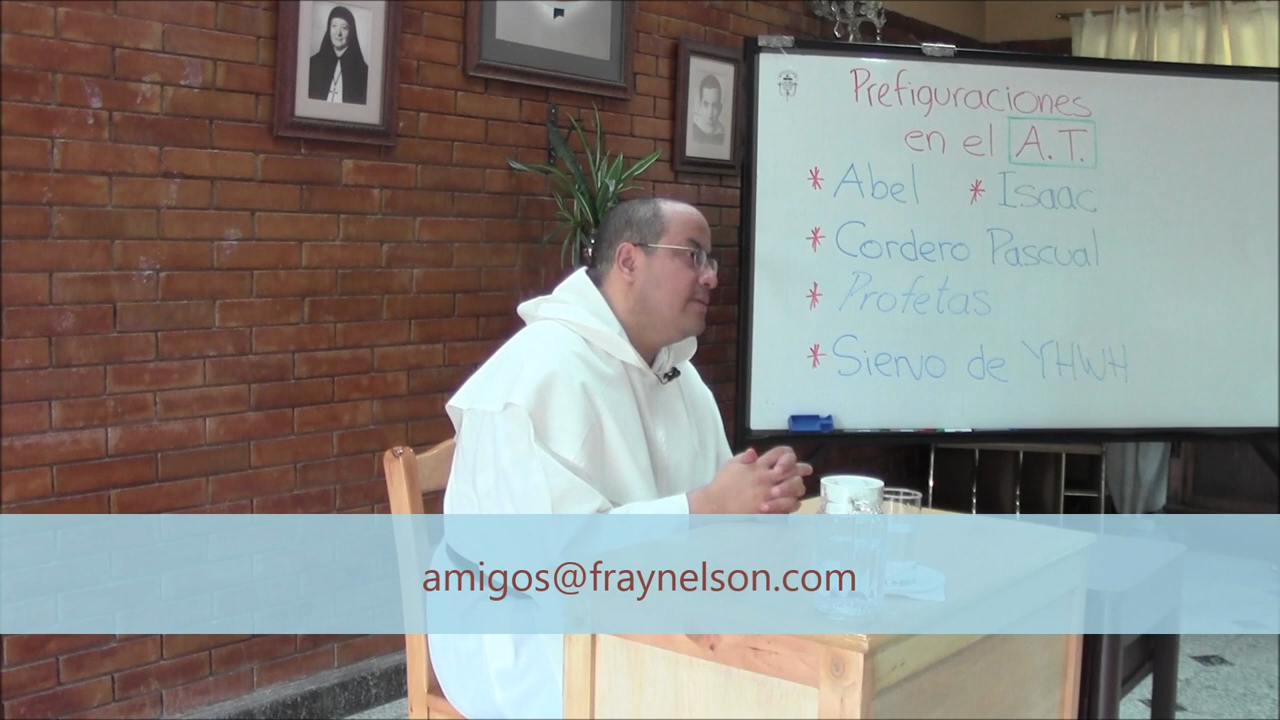 Prefiguraciones
en el A.T.
* Abel * Isaac
* Cordero Pascual
* Profetas
* Siervo de YHWH
amigos@fraynelson.com